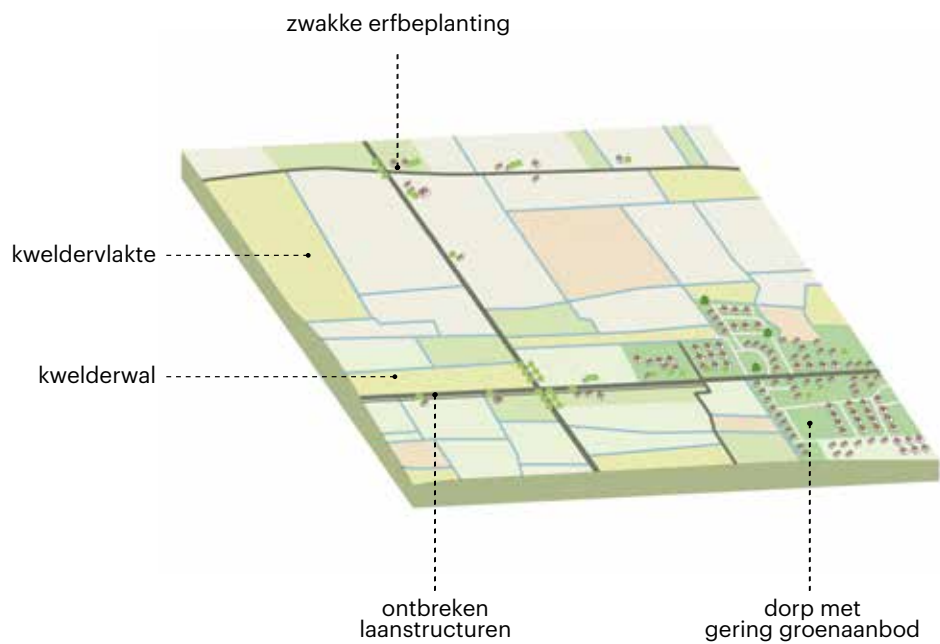 zwakke erfbeplanting
kweldervlakte
kwelderwal
ontbreken
laanstructuren
dorp met
gering groenaanbod